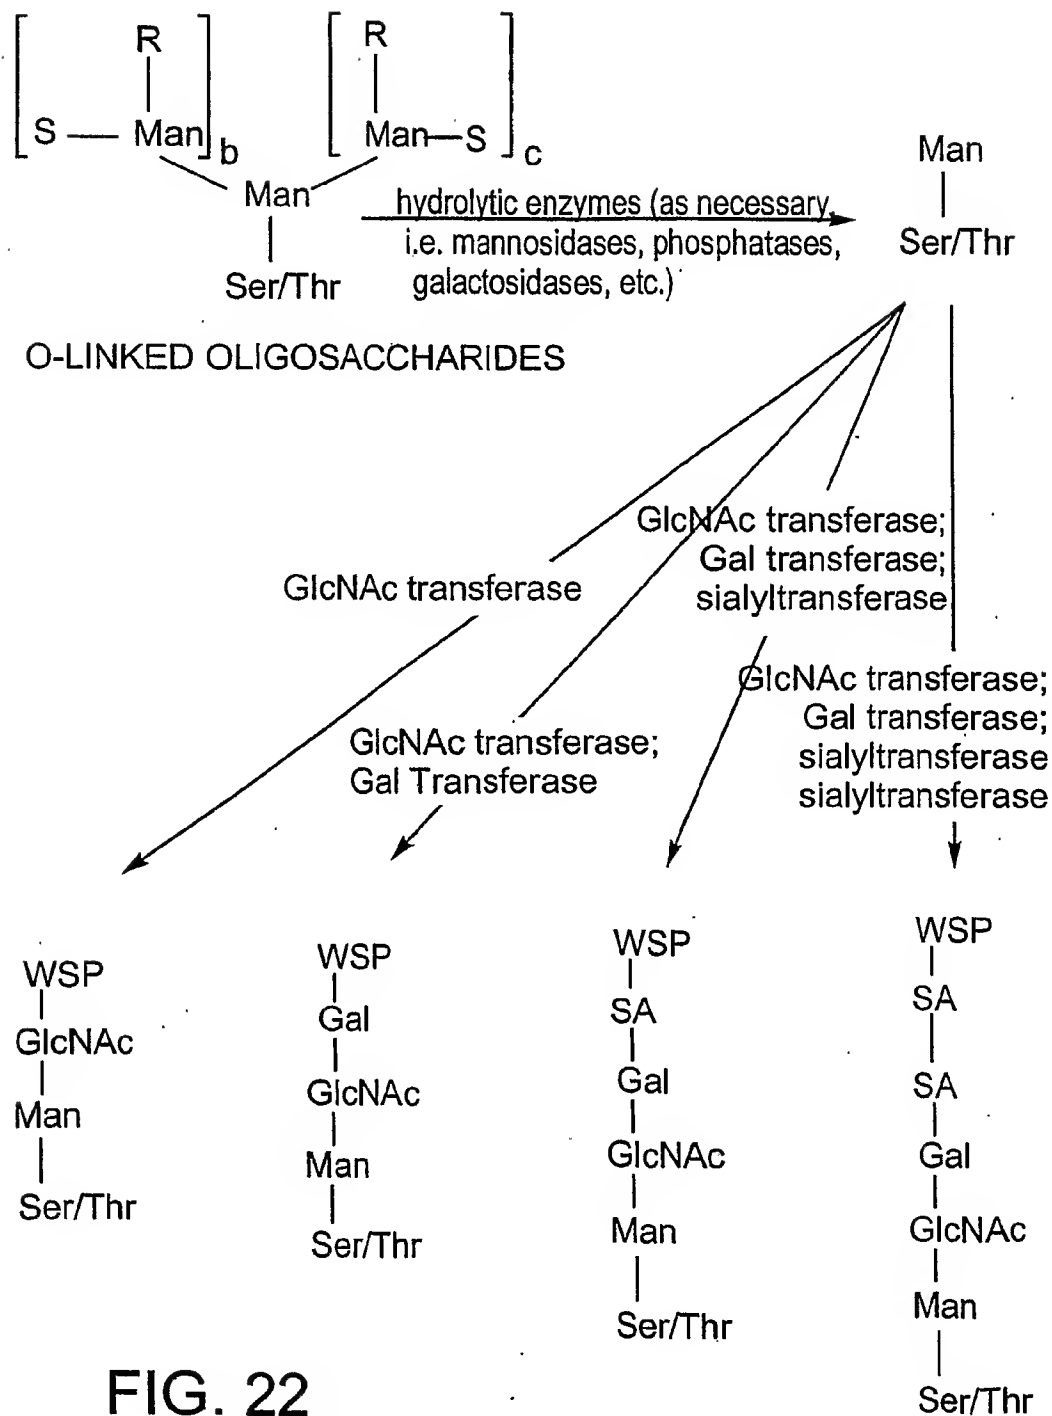 R
R
S Man b
Man S c
Man
Man
Ser/Thr
hydrolytic enzymes (as necessary,
i.e. mannosidases, phosphatases,
galactosidases, etc.)
Man
Ser/Thr
O-LINKED OLIGOSACCHARIDES
GlcNAc transferase
GlcNAc transferase;
Gal Transferase
GlcNAc transferase;
Gal transferase;
sialyltransferase
GlcNAc transferase;
Gal transferase;
sialyltransferase
sialyltransferase
WSP
GlcNAc
Man
Ser/Thr
WSP
Gal
GlcNAc
Man
Ser/Thr
WSP
SA
Gal
GlcNAc
Man
Ser/Thr
WSP
SA
SA
Gal
GlcNAc
Man
Ser/Thr
FIG. 22